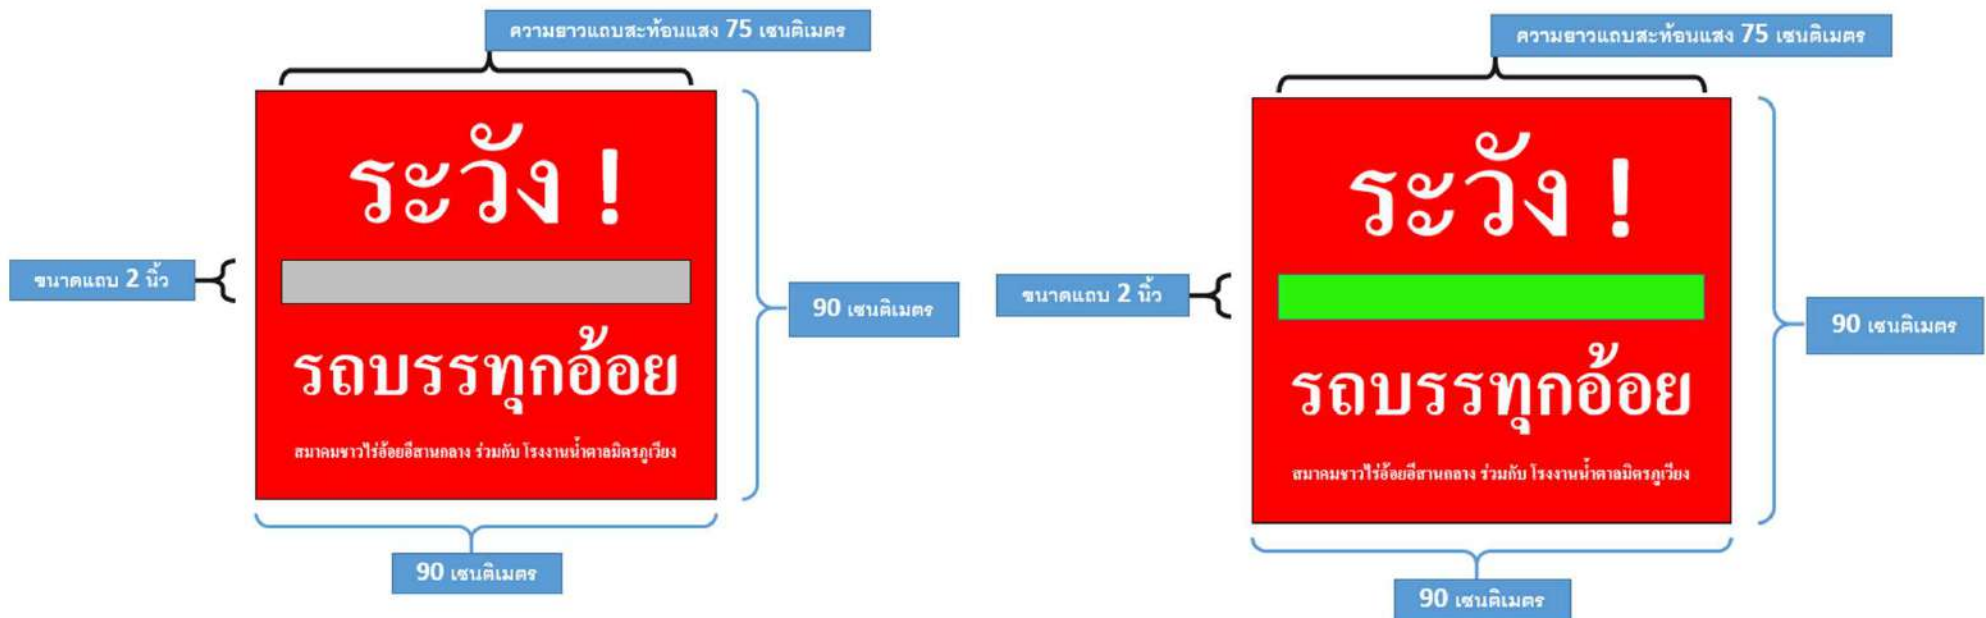 ความยาวแถบสะท้อนแสง 75 เซนติเมตร
ระวัง !
ขนาดแถบ 2 นิ้ว
90 เซนติเมตร
รถบรรทุกอ้อย
สมาคมชาวไร่อ้อยอีสานกลาง ร่วมกับ โรงงานน้ำตาลมิตรภูเวียง
90 เซนติเมตร
ความยาวแถบสะท้อนแสง 75 เซนติเมตร
ระวัง !
ขนาดแถบ 2 นิ้ว
90 เซนติเมตร
รถบรรทุกอ้อย
สมาคมชาวไร่อ้อยอีสานกลาง ร่วมกับ โรงงานน้ำตาลมิตรภูเวียง
90 เซนติเมตร